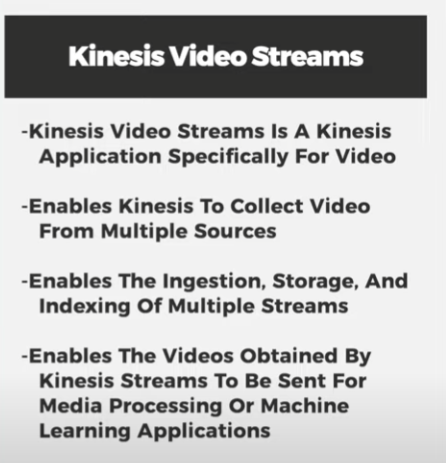 Kinesis Video Streams
-Kinesis Video Streams Is A Kinesis
Application Specifically For Video
-Enables Kinesis To Collect Video
From Multiple Sources
-Enables The Ingestion, Storage, And
Indexing Of Multiple Streams
-Enables The Videos Obtained By
Kinesis Streams To Be Sent For
Media Processing Or Machine
Learning Applications